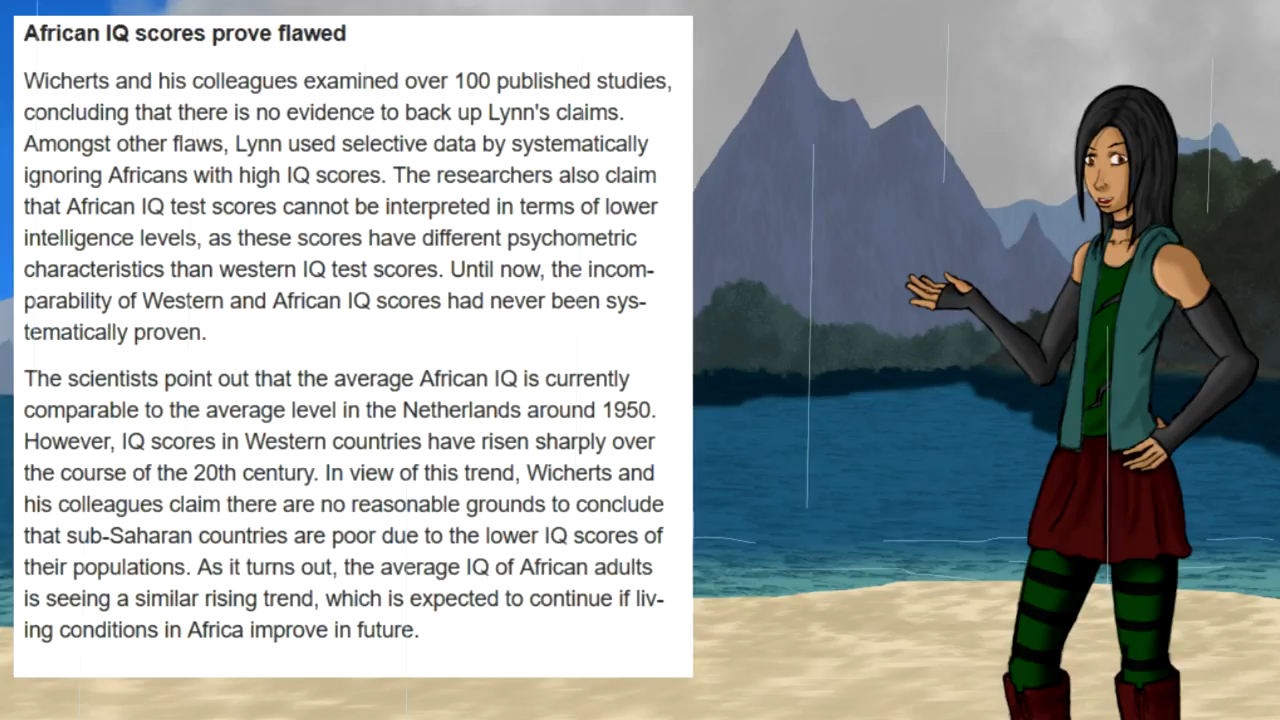 African IQ scores prove flawed
Wicherts and his colleagues examined over 100 published studies,
concluding that there is no evidence to back up Lynn's claims.
Amongst other flaws, Lynn used selective data by systematically
ignoring Africans with high IQ scores. The researchers also claim
that African IQ test scores cannot be interpreted in terms of lower
intelligence levels, as these scores have different psychometric
characteristics than western IQ test scores. Until now, the incom-
parability of Western and African IQ scores had never been sys-
tematically proven.
The scientists point out that the average African IQ is currently
comparable to the average level in the Netherlands around 1950.
However, IQ scores in Western countries have risen sharply over
the course of the 20th century. In view of this trend, Wicherts and
his colleagues claim there are no reasonable grounds to conclude
that sub-Saharan countries are poor due to the lower IQ scores of
their populations. As it turns out, the average IQ of African adults
is seeing a similar rising trend, which is expected to continue if liv-
ing conditions in Africa improve in future.